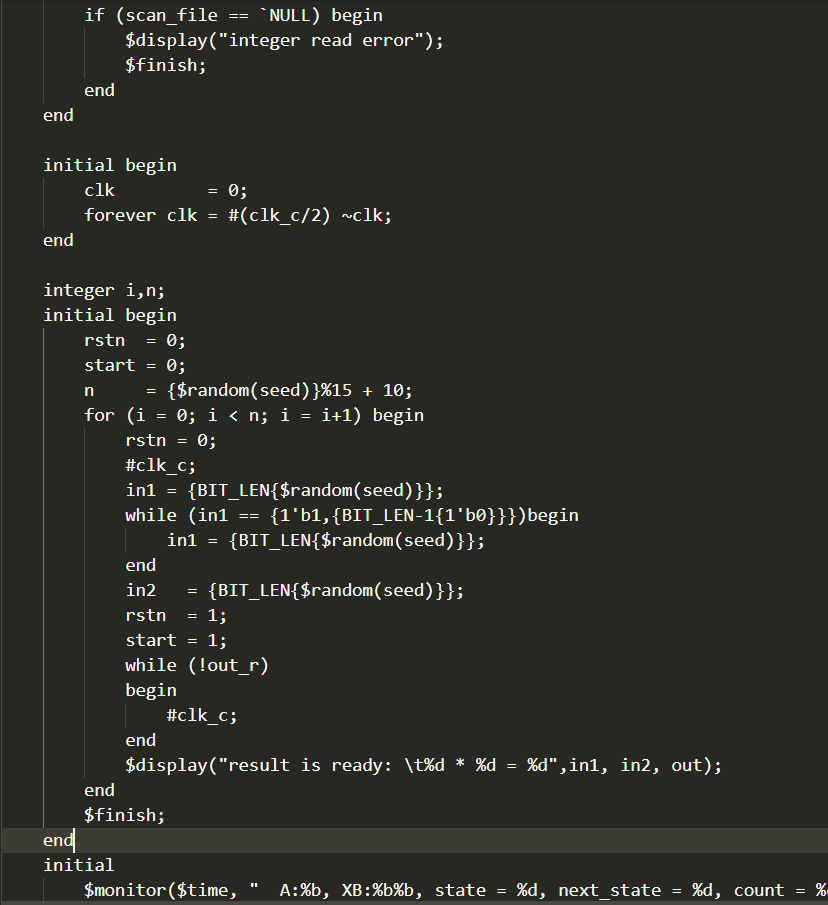 if (scan_file == `NULL) begin
$display("integer read error");
$finish;
end
end
initial begin
clk = 0;
forever clk = #(clk_c/2) ~clk;
end
integer i,n;
initial begin
rstn = 0;
start = 0;
n = {$random(seed)}%15 + 10;
for (i = 0; i < n; i = i+1) begin
rstn = 0;
#clk_c;
in1 = {BIT_LEN{$random(seed)}};
while (in1 == {1'b1,{BIT_LEN-1{1'b0}}})begin
in1 = {BIT_LEN{$random(seed)}};
end
in2 = {BIT_LEN{$random(seed)}};
rstn = 1;
start = 1;
while (!out_r)
begin
#clk_c;
end
$display("result is ready: \t%d * %d = %d",in1, in2, out);
end
$finish;
end
initial
$monitor($time, " A:%b, XB:%b%b, state = %d, next_state = %d, count = %